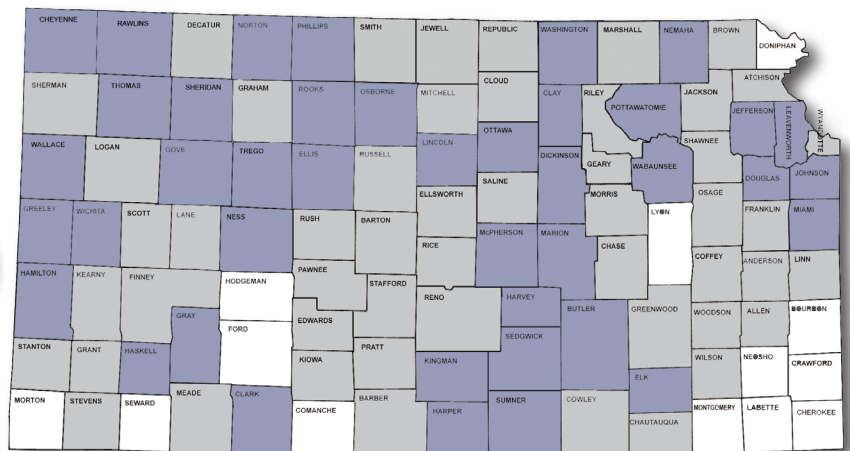 CHEYENNE
RAWLINS
DECATUR
NORTON
PHILLIPS
SMITH
JEWELL
REPUBLIC
WASHINGTON
MARSHALL
NEMAHA
BROWN
DONIPHAN
SHERMAN
THOMAS
SHERIDAN
GRAHAM
ROOKS
OSBORNE
MITCHELL
CLOUD
CLAY
RILEY
POTTAWATOMIE
JACKSON
ATCHISON
JEFFERSON
LEAVENWORTH
WYANDOTTE
WALLACE
LOGAN
GOVE
TREGO
ELLIS
RUSSELL
LINCOLN
OTTAWA
DICKINSON
GEARY
WABAUNSEE
SHAWNEE
DOUGLAS
JOHNSON
GREELEY
WICHITA
SCOTT
LANE
NESS
RUSH
BARTON
ELLSWORTH
SALINE
MORRIS
LYON
OSAGE
FRANKLIN
MIAMI
HAMILTON
KEARNY
FINNEY
HODGEMAN
PAWNEE
STAFFORD
RICE
McPHERSON
MARION
CHASE
COFFEY
ANDERSON
LINN
GRAY
FORD
EDWARDS
RENO
HARVEY
BUTLER
GREENWOOD
WOODSON
ALLEN
BOURBON
STANTON
GRANT
HASKELL
KIOWA
PRATT
KINGMAN
SEDGWICK
ELK
WILSON
NEOSHO
CRAWFORD
MORTON
STEVENS
SEWARD
MEADE
CLARK
COMANCHE
BARBER
HARPER
SUMNER
COWLEY
CHAUTAUQUA
MONTGOMERY
LABETTE
CHEROKEE